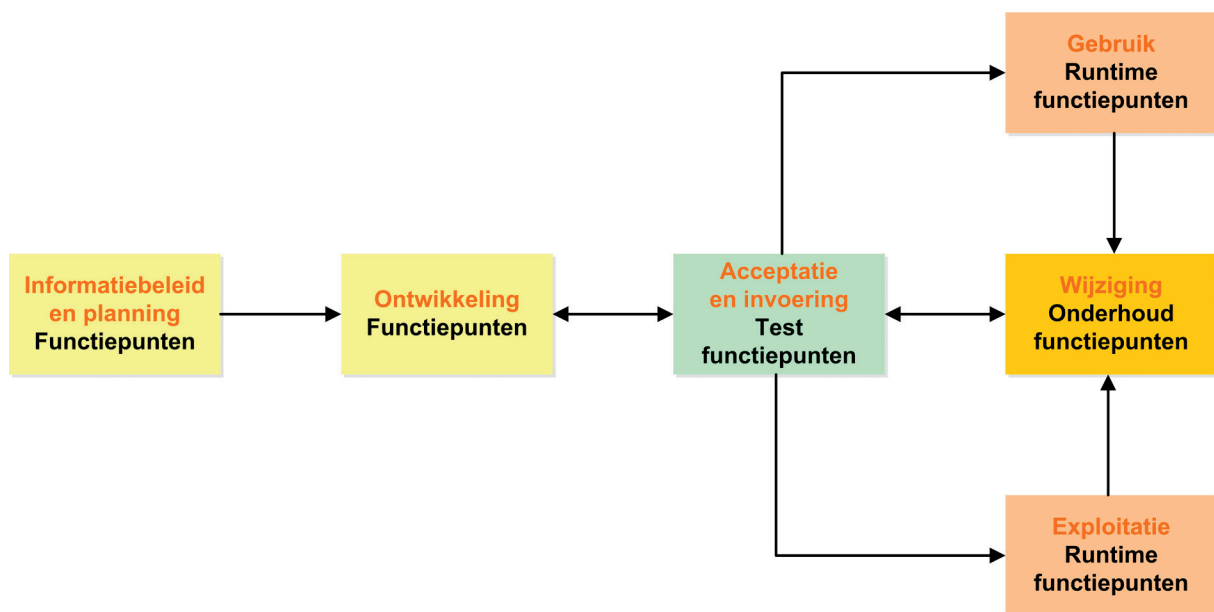 Gebruik
Runtime
functiepunten
Informatiebeleid
en planning
Functiepunten
Ontwikkeling
Functiepunten
Acceptatie
en invoering
Test
functiepunten
Wijziging
Onderhoud
functiepunten
Exploitatie
Runtime
functiepunten